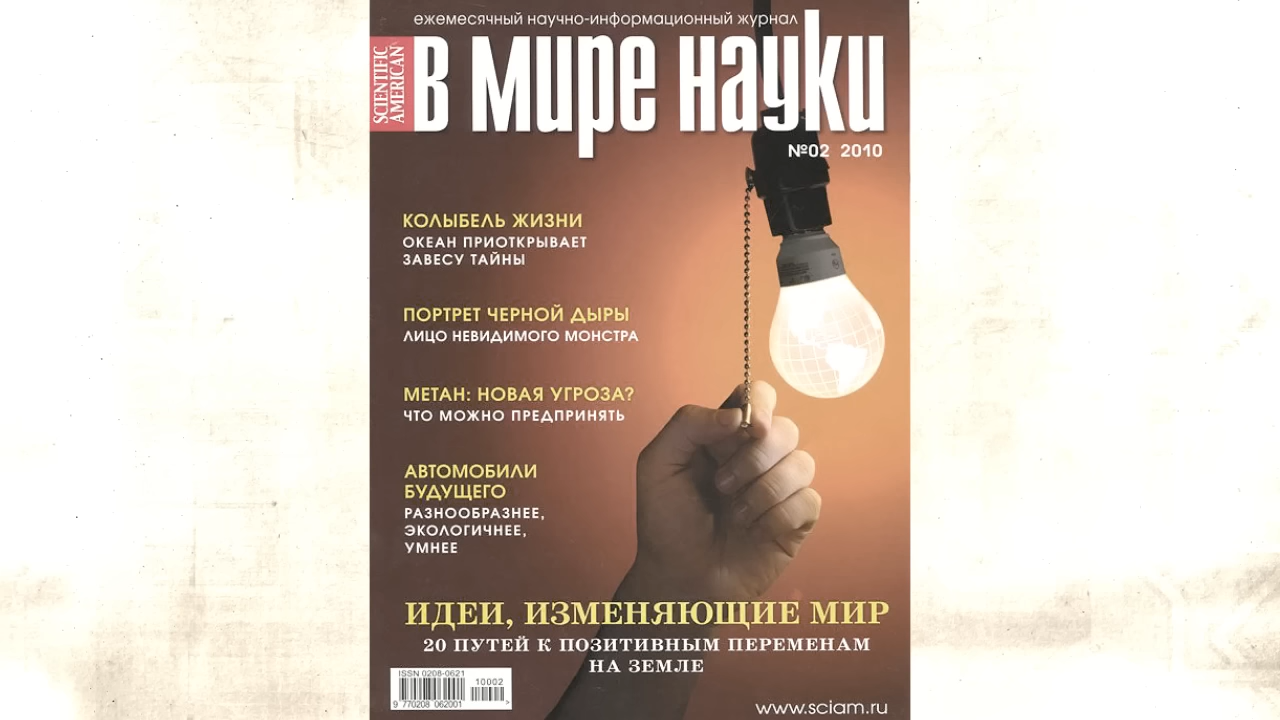 ежемесячный научно-информационный журнал
SCIENTIFIC
AMERICAN
в мире науки
№02 2010
КОЛЫБЕЛЬ ЖИЗНИ
ОКЕАН ПРИОТКРЫВАЕТ
ЗАВЕСУ ТАЙНЫ
ПОРТРЕТ ЧЕРНОЙ ДЫРЫ
ЛИЦО НЕВИДИМОГО МОНСТРА
МЕТАН: НОВАЯ УГРОЗА?
ЧТО МОЖНО ПРЕДПРИНЯТЬ
АВТОМОБИЛИ
БУДУЩЕГО
РАЗНООБРАЗНЕЕ,
ЭКОЛОГИЧНЕЕ,
УМНЕЕ
ИДЕИ, ИЗМЕНЯЮЩИЕ МИР
20 ПУТЕЙ К ПОЗИТИВНЫМ ПЕРЕМЕНАМ
НА ЗЕМЛЕ
ISSN 0208-0621
10002
9 770208 062001 >
www.sciam.ru